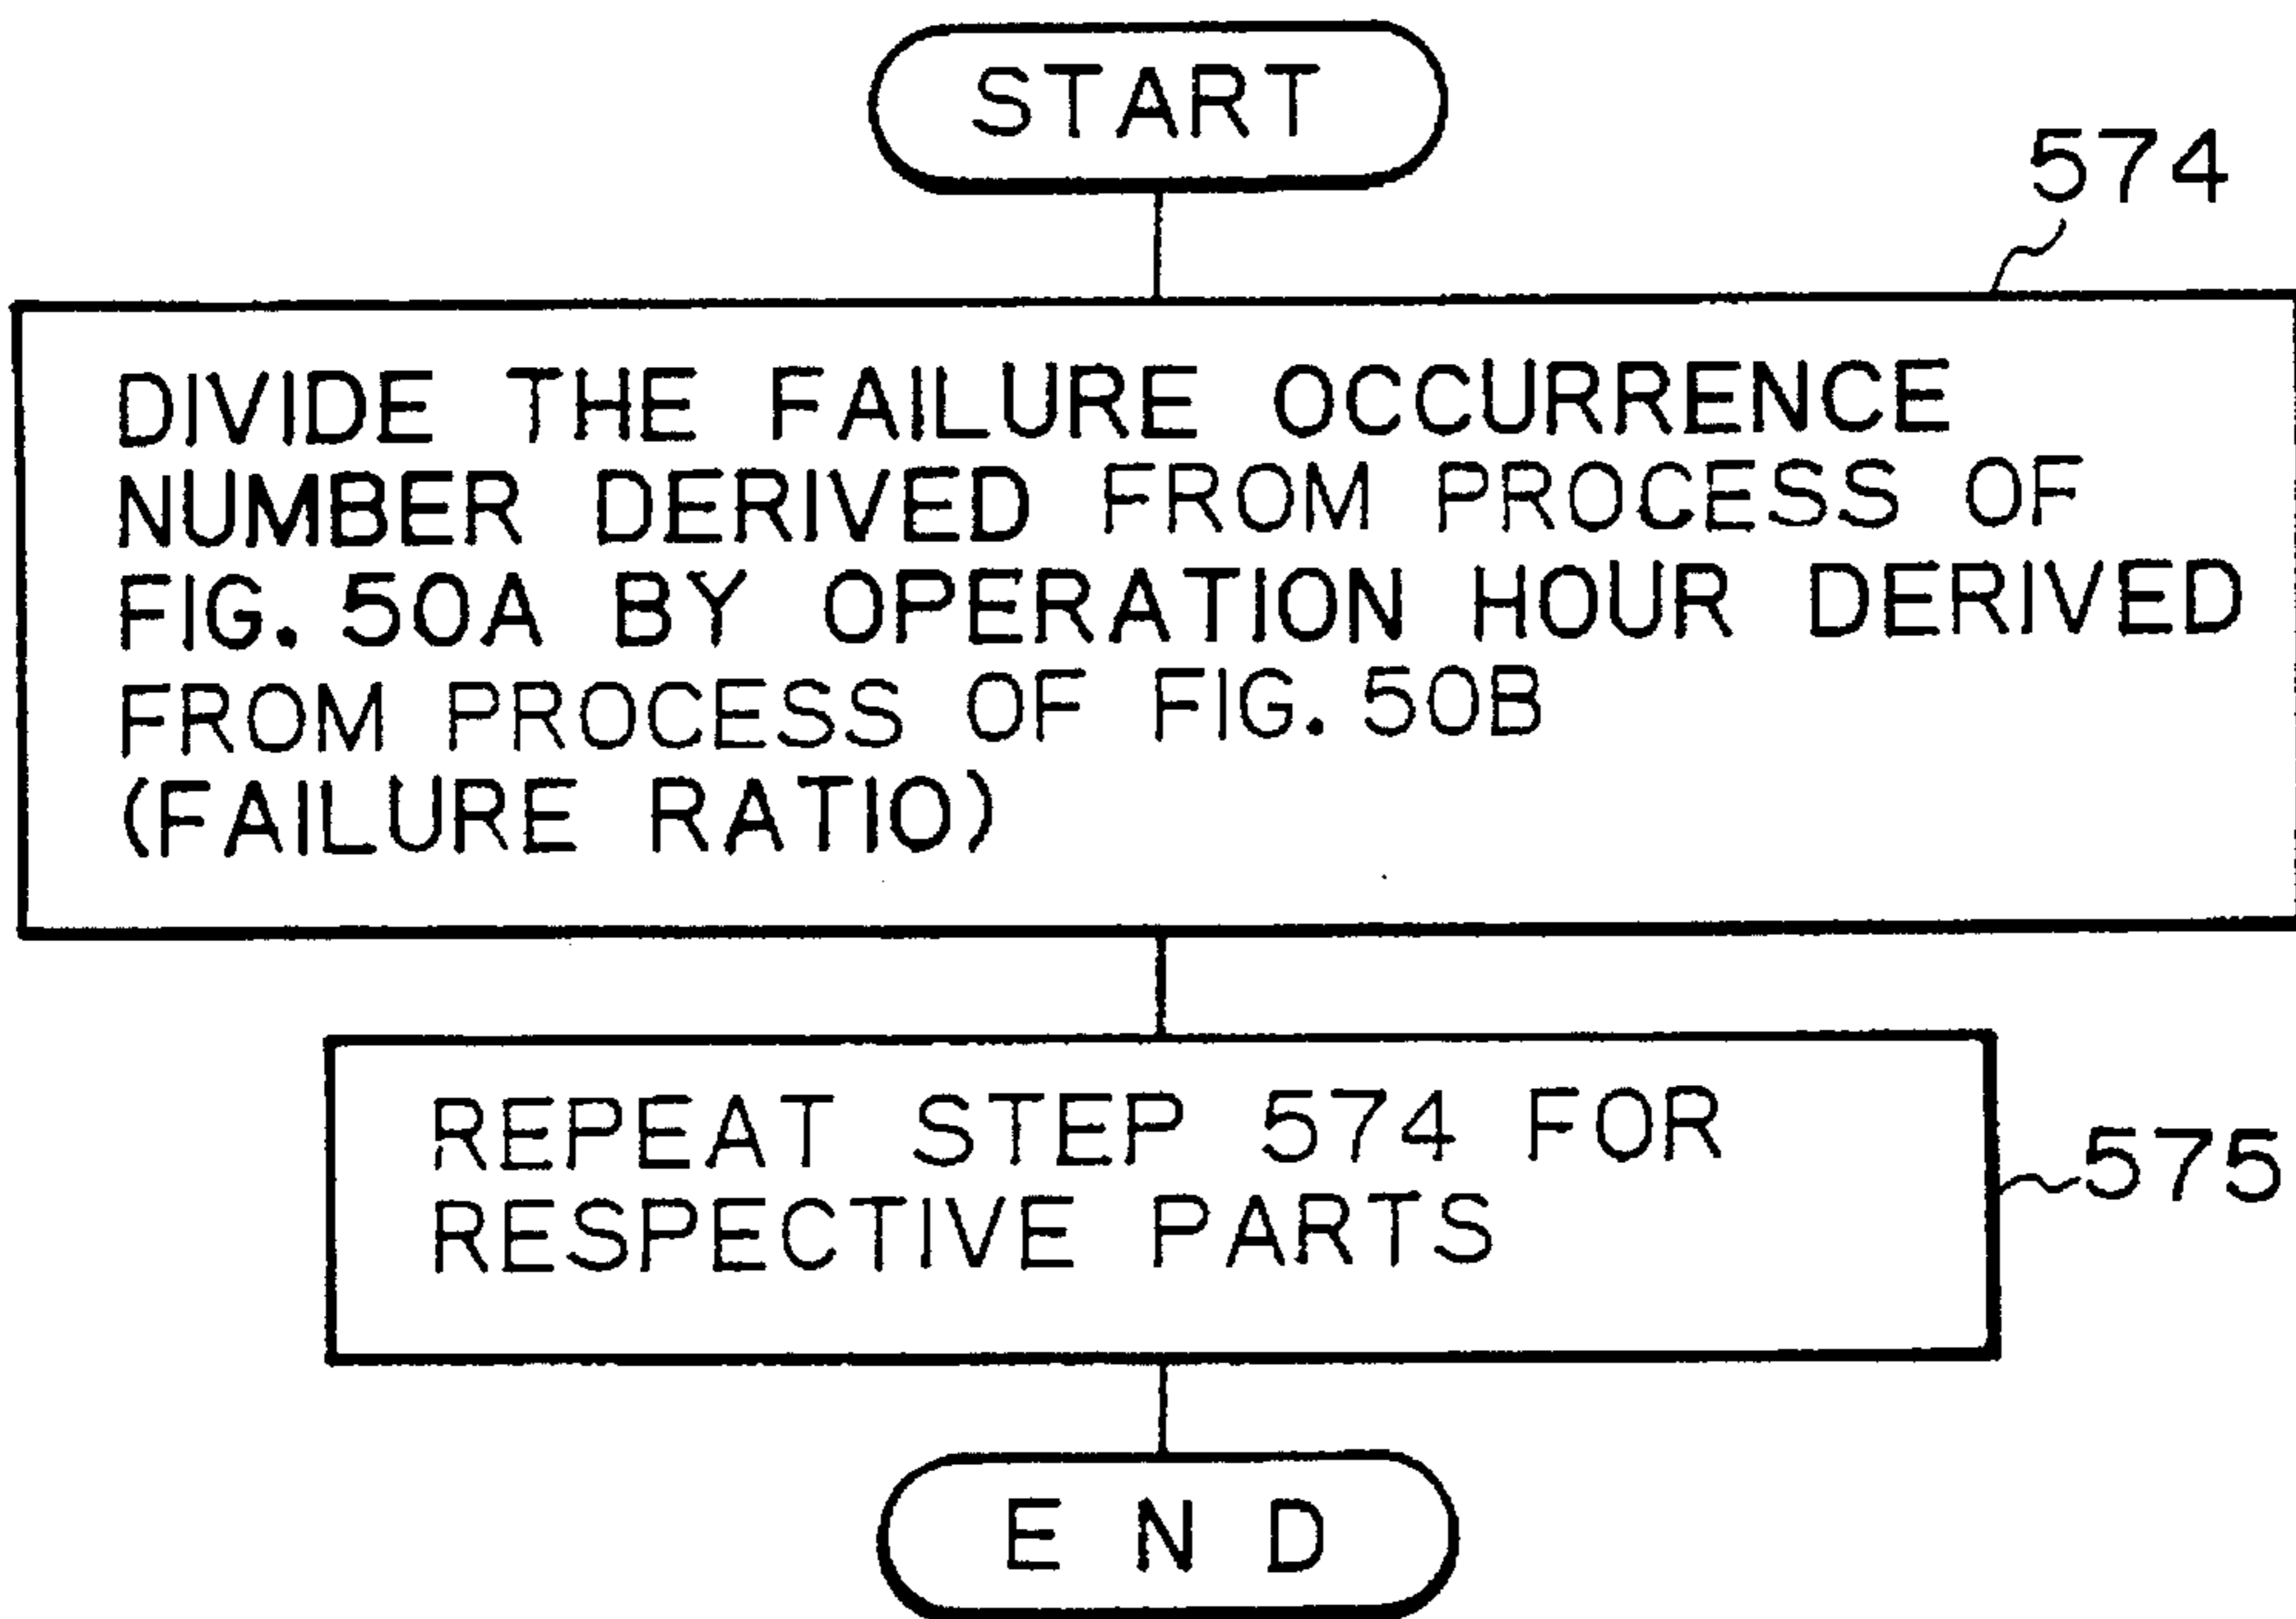 START
574
DIVIDE THE FAILURE OCCURRENCE
NUMBER DERIVED FROM PROCESS OF
FIG. 50A BY OPERATION HOUR DERIVED
FROM PROCESS OF FIG. 50B
(FAILURE RATIO)
REPEAT STEP 574 FOR
RESPECTIVE PARTS
575
END